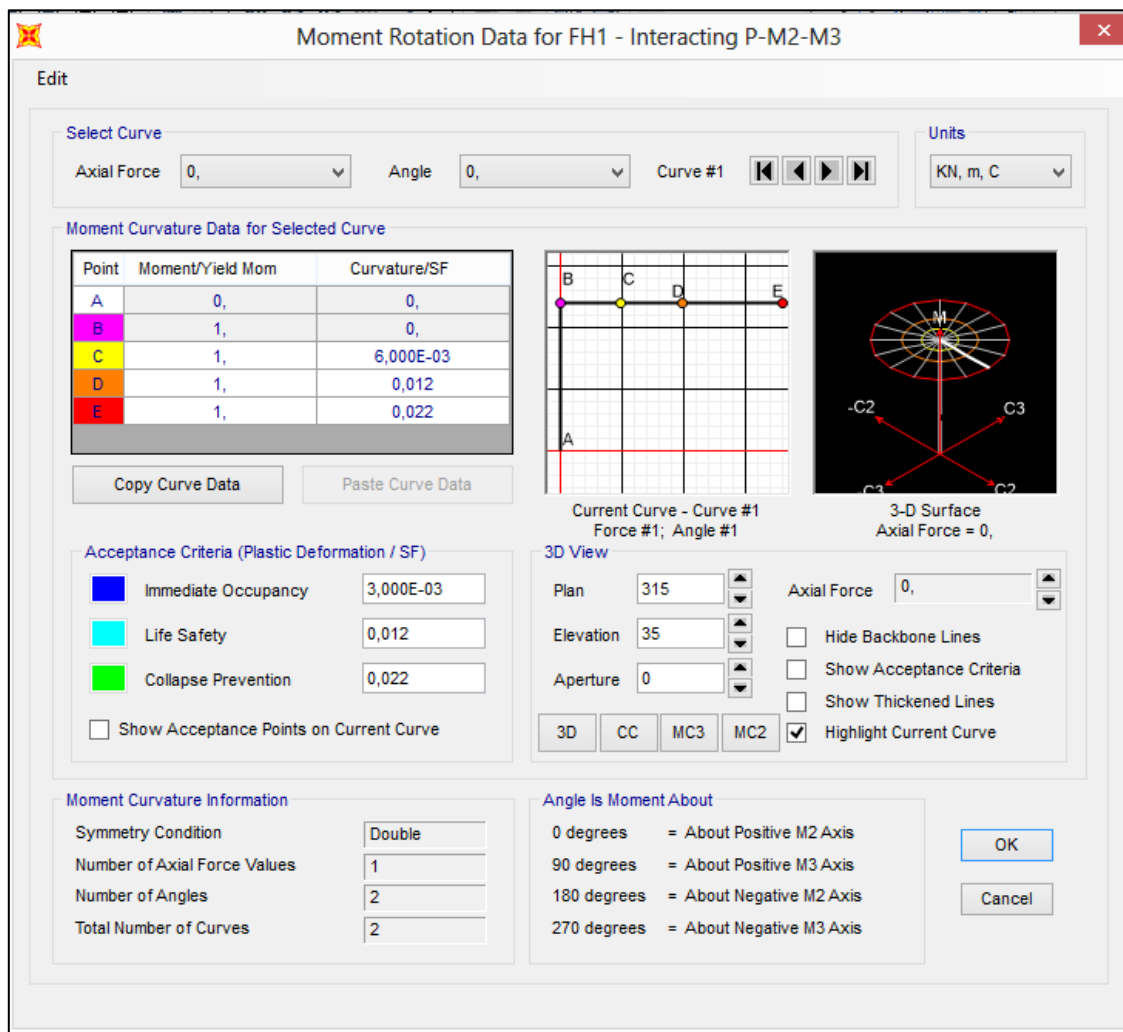 Moment Rotation Data for FH1 - Interacting P-M2-M3
Edit
Select Curve
Axial Force 0, Angle 0, Curve #1
Units
KN, m, C
Moment Curvature Data for Selected Curve
Point Moment/Yield Mom Curvature/SF
A 0, 0,
B 1, 0,
C 1, 6,000E-03
D 1, 0,012
E 1, 0,022
Copy Curve Data Paste Curve Data
B C D E
A
Current Curve - Curve #1
Force #1; Angle #1
M
-C2 C3
-C3 C2
3-D Surface
Axial Force = 0,
Acceptance Criteria (Plastic Deformation / SF)
Immediate Occupancy 3,000E-03
Life Safety 0,012
Collapse Prevention 0,022
Show Acceptance Points on Current Curve
3D View
Plan 315
Elevation 35
Aperture 0
3D CC MC3 MC2
Axial Force 0,
Hide Backbone Lines
Show Acceptance Criteria
Show Thickened Lines
Highlight Current Curve
Moment Curvature Information
Symmetry Condition Double
Number of Axial Force Values 1
Number of Angles 2
Total Number of Curves 2
Angle Is Moment About
0 degrees = About Positive M2 Axis
90 degrees = About Positive M3 Axis
180 degrees = About Negative M2 Axis
270 degrees = About Negative M3 Axis
OK
Cancel